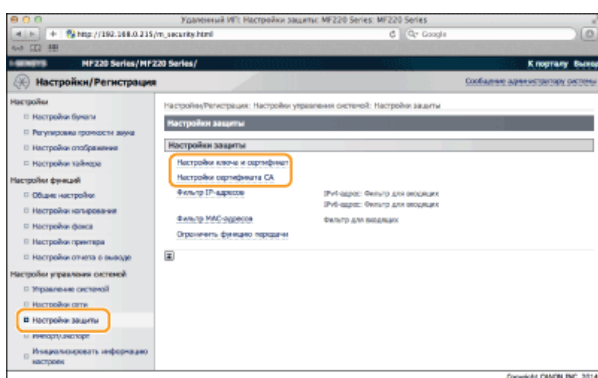 Удаленный ИП: Настройки защиты: MF220 Series: MF220 Series
http://192.168.0.215/m_security.html
Google
MF220 Series/MF220 Series/
К порталу Выход
Настройки/Регистрация
Сообщение администратору системы
Настройки
Настройки бумаги
Регулировка громкости звука
Настройки отображения
Настройки таймера
Настройки функций
Общие настройки
Настройки копирования
Настройки факса
Настройки принтера
Настройки отчета о выводе
Настройки управления системой
Управление системой
Настройки сети
Настройки защиты
Импорт/Экспорт
Инициализировать информацию настроек
Настройки/Регистрация: Настройки управления системой: Настройки защиты
Настройки защиты
Настройки защиты
Настройки ключа и сертификат
Настройки сертификата CA
Фильтр IP-адресов
IPv4-адрес: Фильтр для входящих
IPv6-адрес: Фильтр для входящих
Фильтр MAC-адресов
Фильтр для входящих
Ограничить функцию передачи
Copyright CANON INC. 2014